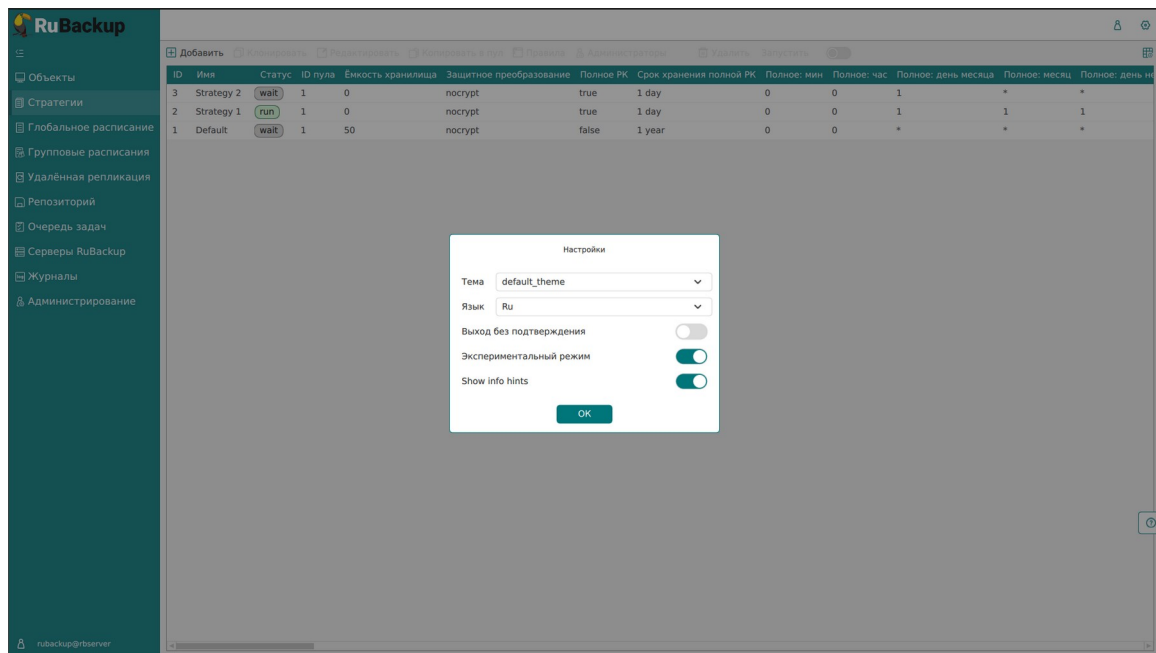 RuBackup
Добавить Клонировать Редактировать Копировать в пул Правила Администраторы Удалить Запустить
Объекты
Стратегии
Глобальное расписание
Групповые расписания
Удалённая репликация
Репозиторий
Очередь задач
Серверы RuBackup
Журналы
Администрирование
rubackup@rbserver
ID Имя Статус ID пула Ёмкость хранилища Защитное преобразование Полное РК Срок хранения полной РК Полное: мин Полное: час Полное: день месяца Полное: месяц Полное: день не
3 Strategy 2 wait 1 0 nocrypt true 1 day 0 0 1 * *
2 Strategy 1 run 1 0 nocrypt true 1 day 0 0 1 1 1
1 Default wait 1 50 nocrypt false 1 year 0 0 * * *
Настройки
Тема default_theme
Язык Ru
Выход без подтверждения
Экспериментальный режим
Show info hints
OK